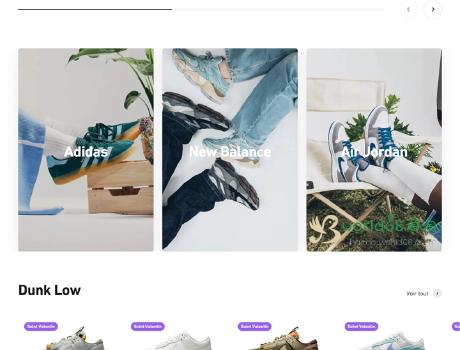 Adidas
New Balance
Air Jordan
Dunk Low
Voir tout
Saint Valentin
Saint Valentin
Saint Valentin
Saint Valentin